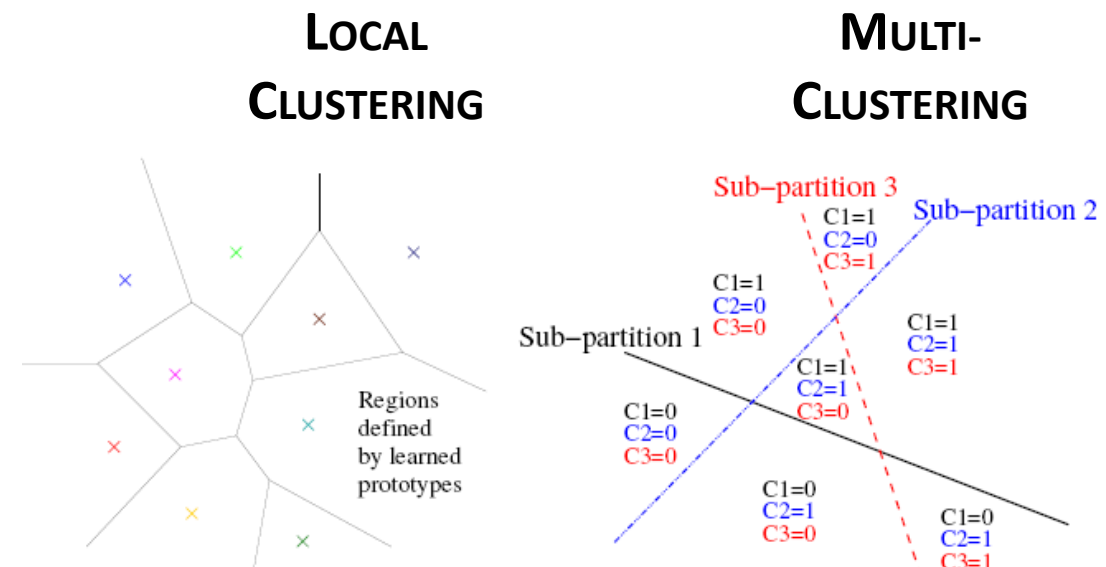 LOCAL
CLUSTERING
Regions
defined
by learned
prototypes
MULTI-
CLUSTERING
Sub−partition 3
Sub−partition 2
C1=1
C2=0
C3=1
C1=1
C2=0
C3=0
Sub−partition 1
C1=1
C2=1
C3=1
C1=1
C2=1
C3=0
C1=0
C2=0
C3=0
C1=0
C2=1
C3=0
C1=0
C2=1
C3=1